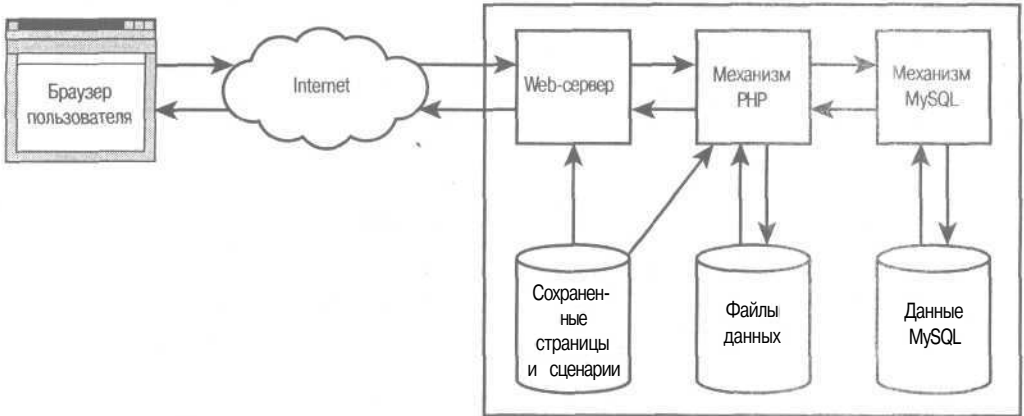 Браузер
пользователя
Internet
Web-сервер
Механизм
PHP
Механизм
MySQL
Сохранен-
ные
страницы
и сценарии
Файлы
данных
Данные
MySQL